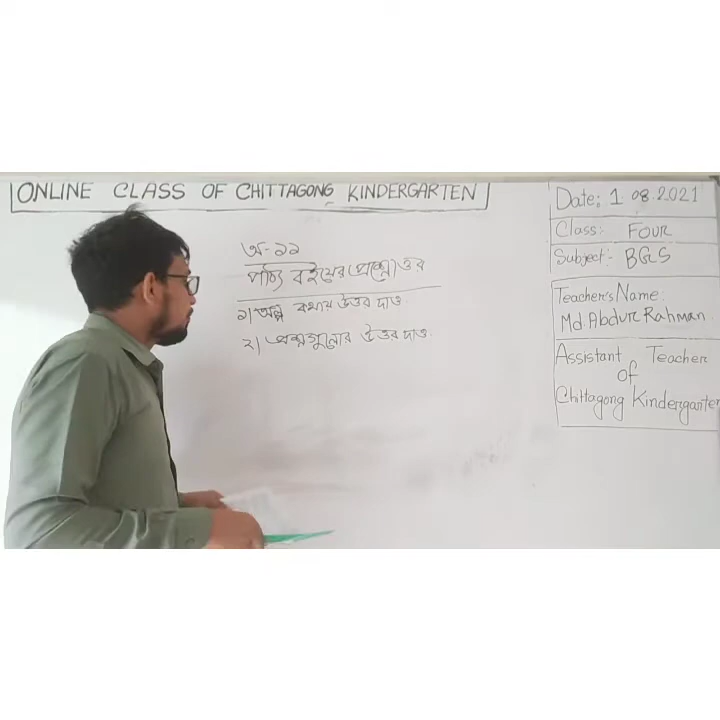 ONLINE CLASS OF CHITTAGONG KINDERGARTEN
অ-১১
পাঠ্য বইয়ের প্রশ্নোত্তর
১। অল্প কথায় উত্তর দাও.
২। প্রশ্নগুলোর উত্তর দাও.
Date: 1 08.2021
Class: FOUR
Subject:- BGS
Teacher's Name:
Md. Abdur Rahman
Assistant Teacher
Of
Chittagong Kindergarten